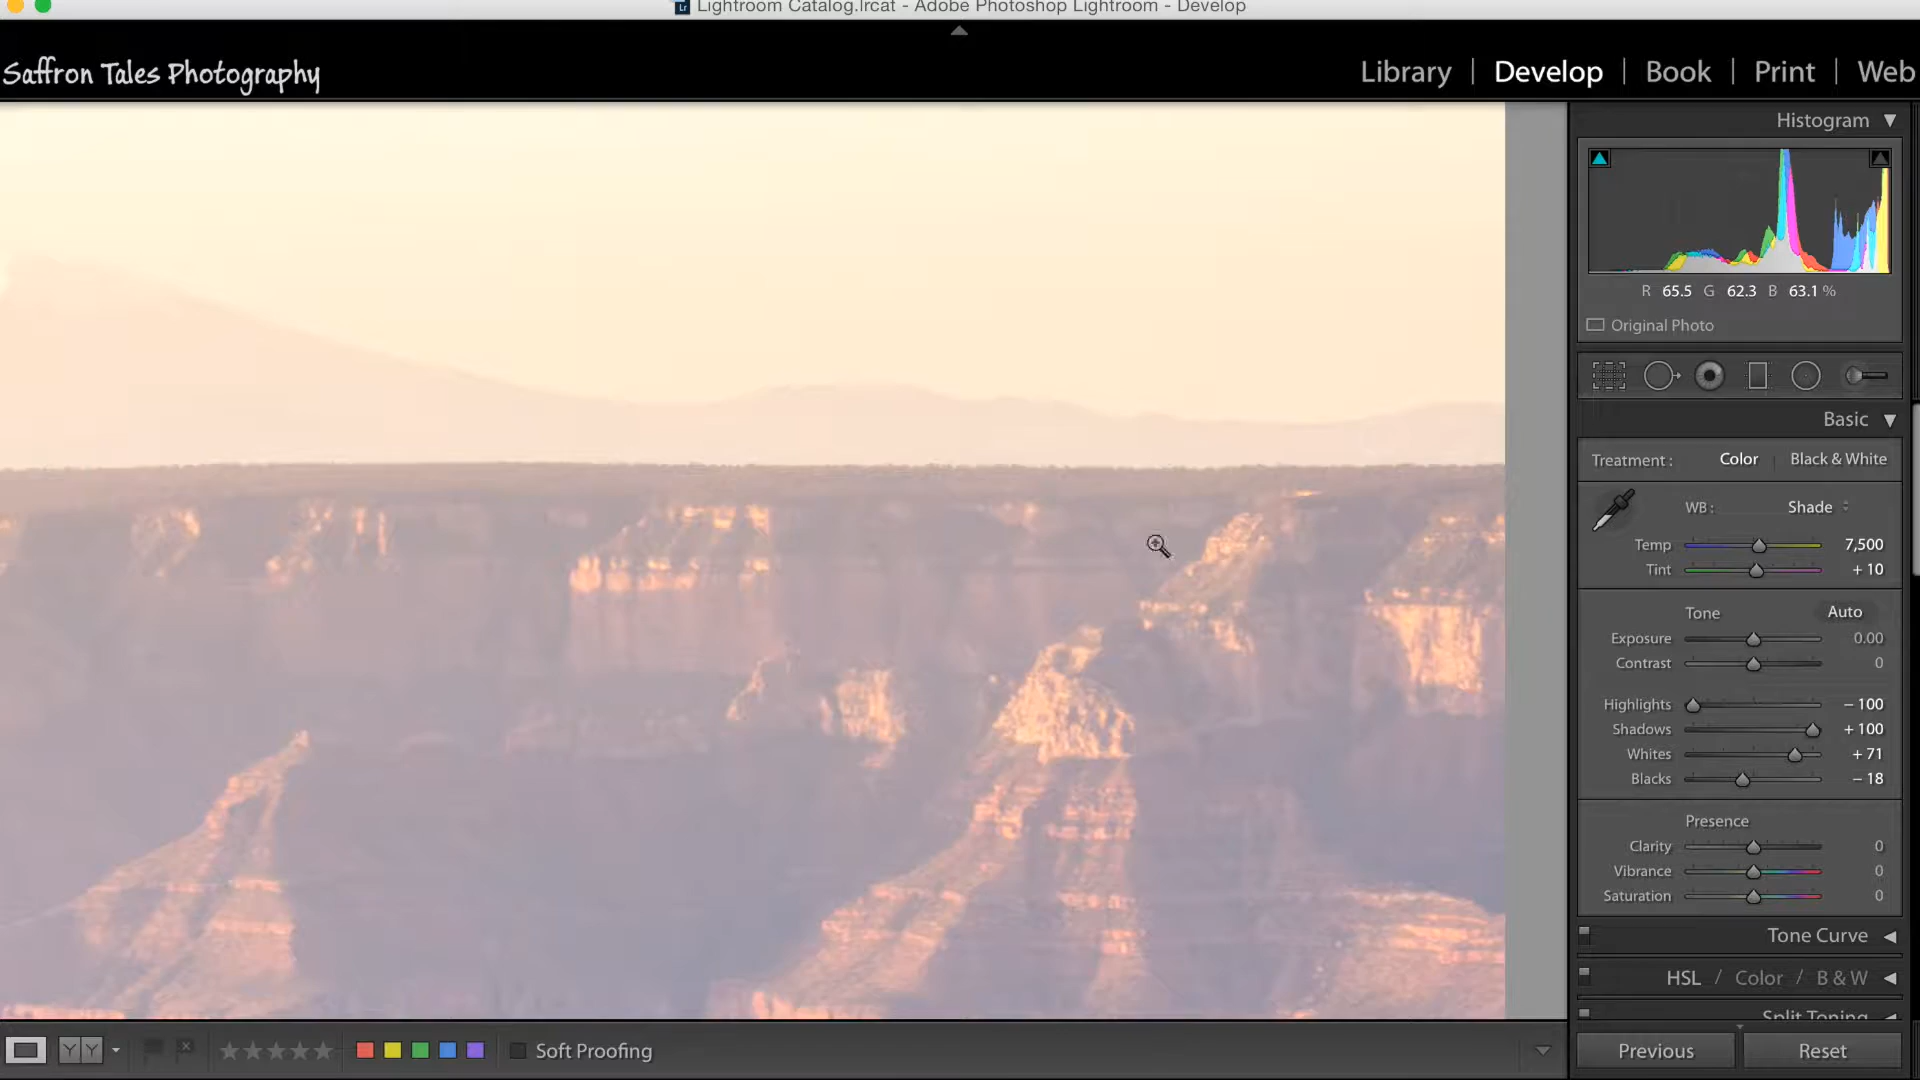 Lightroom Catalog.lrcat - Adobe Photoshop Lightroom - Develop
Saffron Tales Photography
Library | Develop | Book | Print | Web
Histogram
R 65.5 G 62.3 B 63.1 %
Original Photo
Basic
Treatment : Color Black & White
WB : Shade
Temp 7,500
Tint + 10
Tone Auto
Exposure 0.00
Contrast 0
Highlights − 100
Shadows + 100
Whites + 71
Blacks − 18
Presence
Clarity 0
Vibrance 0
Saturation 0
Tone Curve
HSL / Color / B & W
Split Toning
YY Soft Proofing Previous Reset